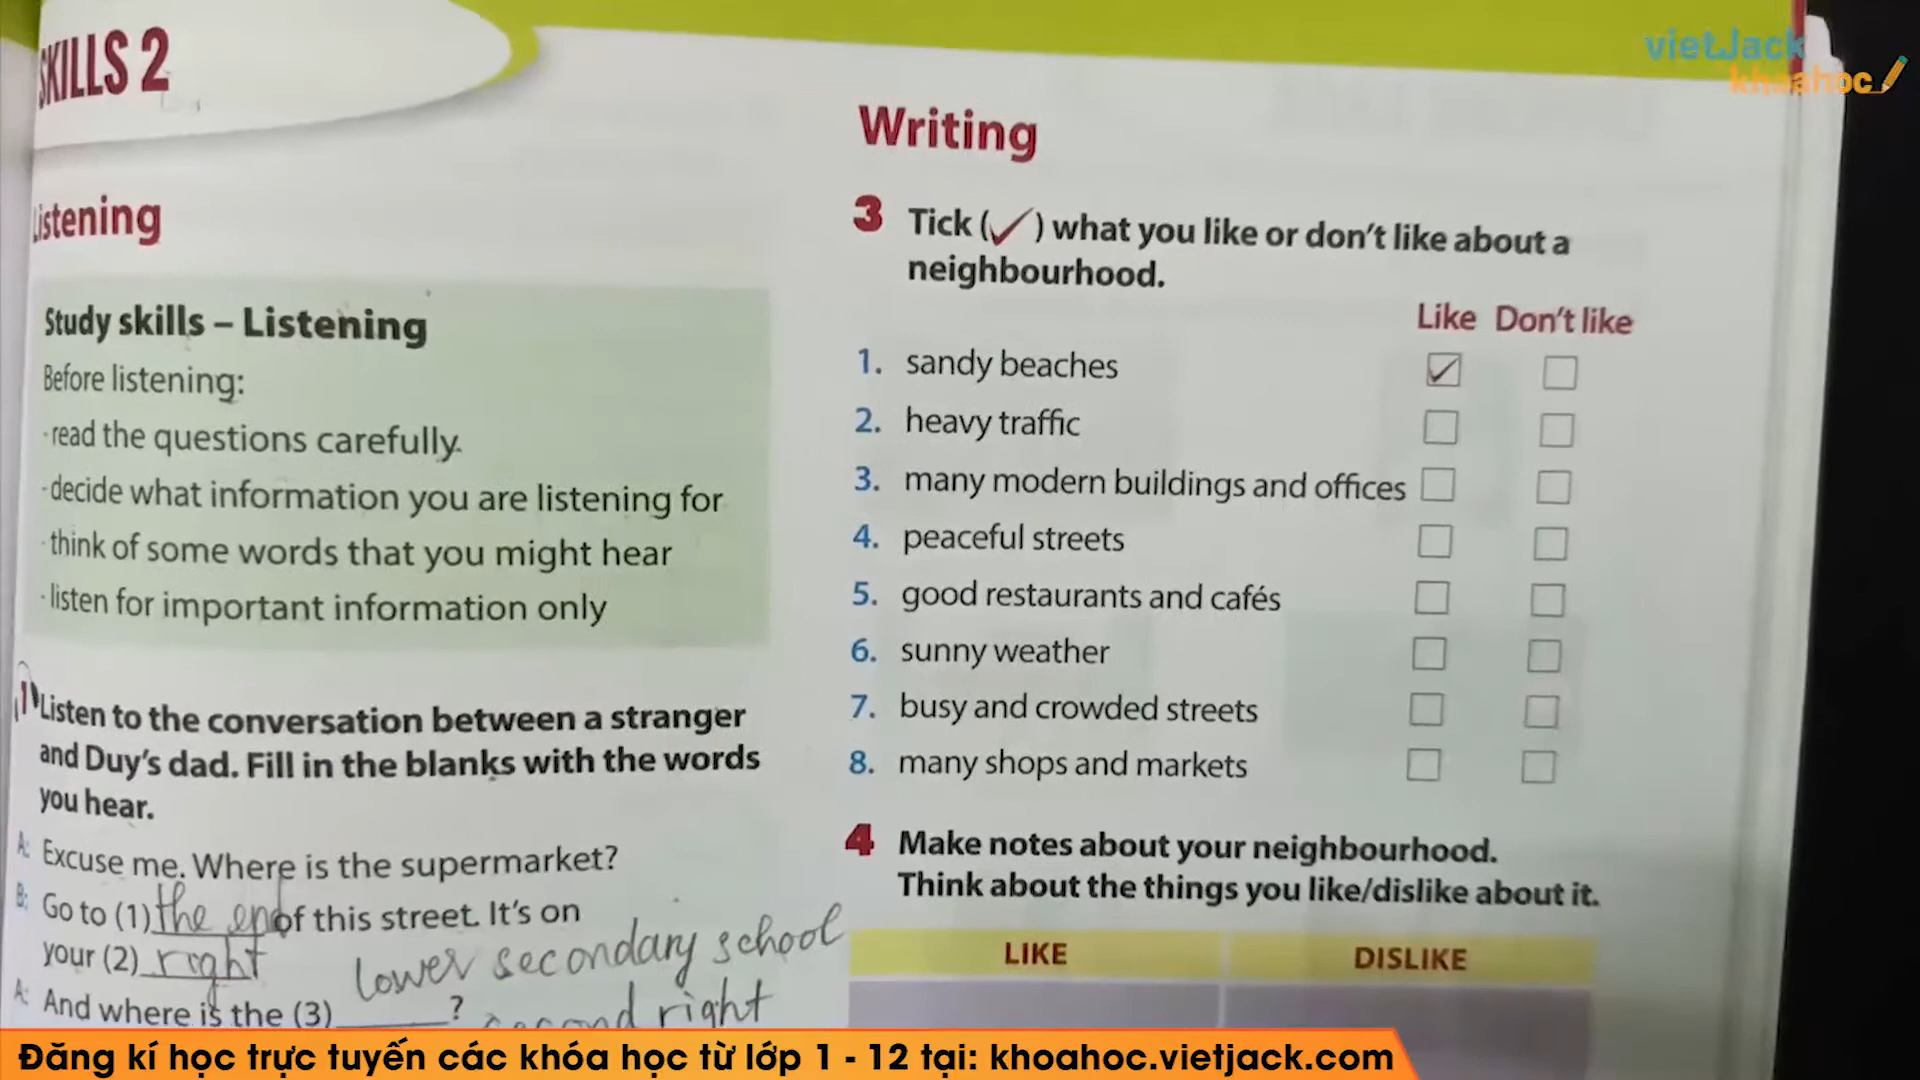 SKILLS 2
Listening
Study skills – Listening
Before listening:
- read the questions carefully.
- decide what information you are listening for
- think of some words that you might hear
- listen for important information only
1 Listen to the conversation between a stranger
and Duy's dad. Fill in the blanks with the words
you hear.
A: Excuse me. Where is the supermarket?
B: Go to (1) the end of this street. It's on
your (2) right
lower secondary school
A: And where is the (3) ______?
second right
Writing
3 Tick (✓) what you like or don't like about a
neighbourhood.
Like Don't like
1. sandy beaches ✓
2. heavy traffic
3. many modern buildings and offices
4. peaceful streets
5. good restaurants and cafés
6. sunny weather
7. busy and crowded streets
8. many shops and markets
4 Make notes about your neighbourhood.
Think about the things you like/dislike about it.
LIKE DISLIKE
vietJack
khoahoc
Đăng kí học trực tuyến các khóa học từ lớp 1 - 12 tại: khoahoc.vietjack.com